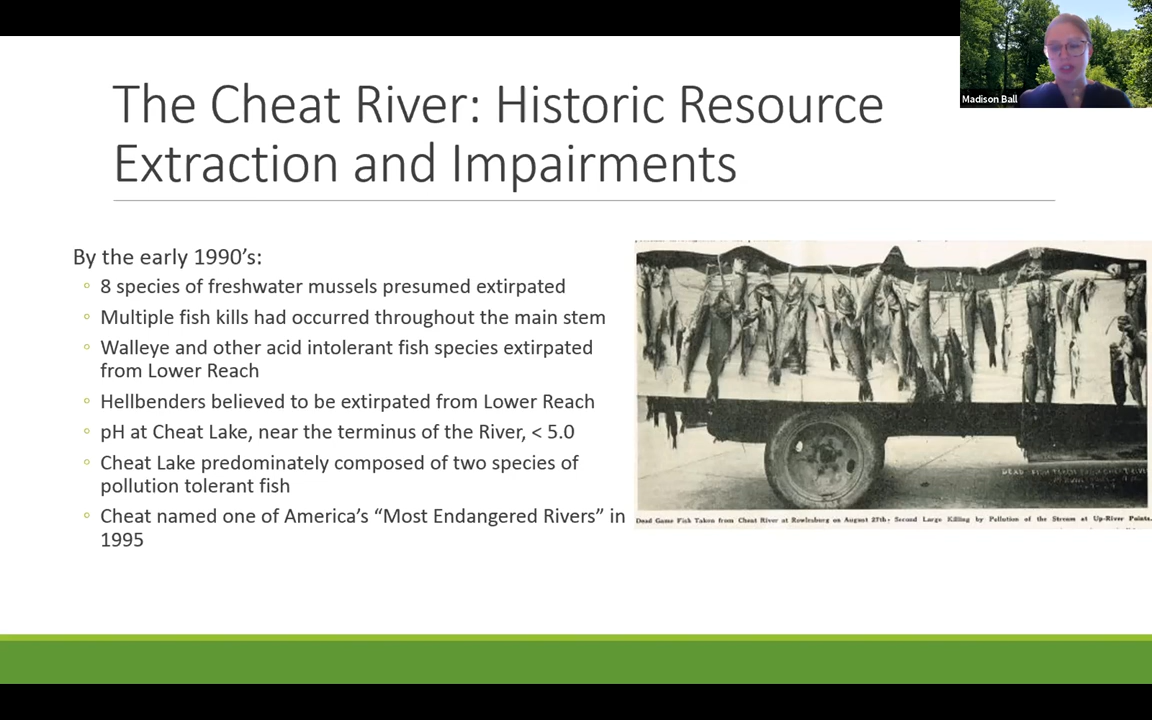 Madison Ball
The Cheat River: Historic Resource
Extraction and Impairments
By the early 1990's:
8 species of freshwater mussels presumed extirpated
Multiple fish kills had occurred throughout the main stem
Walleye and other acid intolerant fish species extirpated
from Lower Reach
Hellbenders believed to be extirpated from Lower Reach
pH at Cheat Lake, near the terminus of the River, < 5.0
Cheat Lake predominately composed of two species of
pollution tolerant fish
Cheat named one of America's “Most Endangered Rivers” in
1995
Dead Game Fish Taken from Cheat River at Rowlesburg on August 27th; Second Large Killing by Pollution of the Stream at Up-River Points.